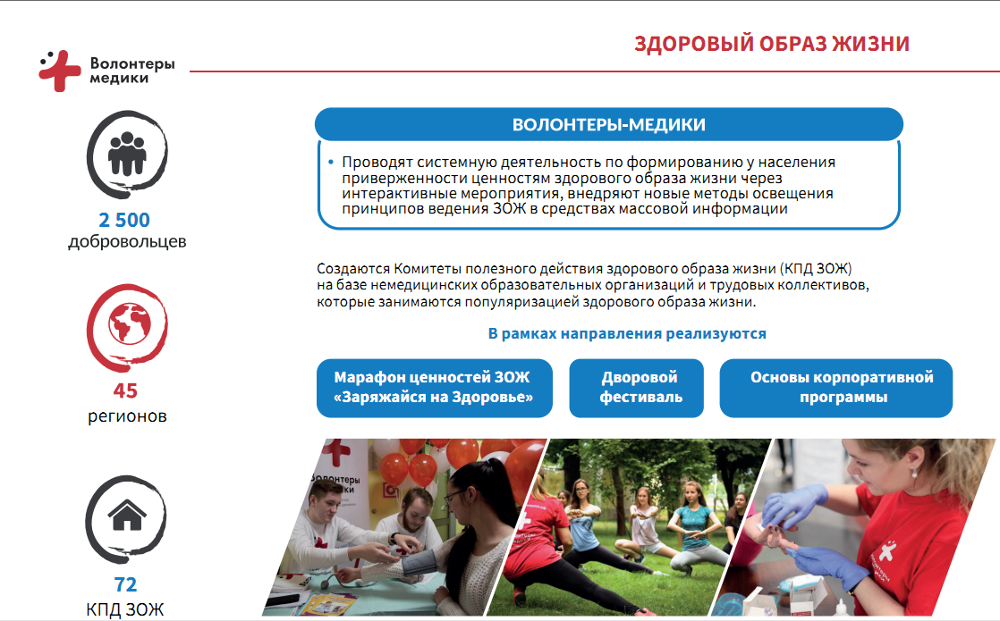 ЗДОРОВЫЙ ОБРАЗ ЖИЗНИ
Волонтеры
медики
2 500
добровольцев
45
регионов
72
КПД ЗОЖ
ВОЛОНТЕРЫ-МЕДИКИ
• Проводят системную деятельность по формированию у населения
приверженности ценностям здорового образа жизни через
интерактивные мероприятия, внедряют новые методы освещения
принципов ведения ЗОЖ в средствах массовой информации
Создаются Комитеты полезного действия здорового образа жизни (КПД ЗОЖ)
на базе немедицинских образовательных организаций и трудовых коллективов,
которые занимаются популяризацией здорового образа жизни.
В рамках направления реализуются
Марафон ценностей ЗОЖ
«Заряжайся на Здоровье»
Дворовой
фестиваль
Основы корпоративной
программы